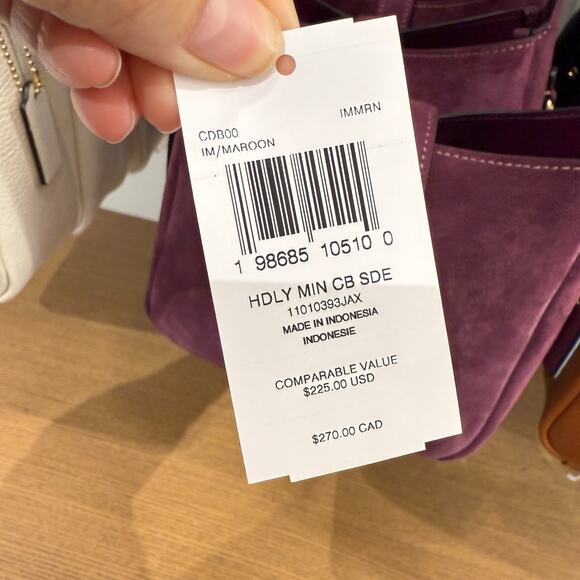 CDB00 IMMRN
IM/MAROON
1 98685 10510 0
HDLY MIN CB SDE
11010393JAX
MADE IN INDONESIA
INDONESIE
COMPARABLE VALUE
$225.00 USD
$270.00 CAD